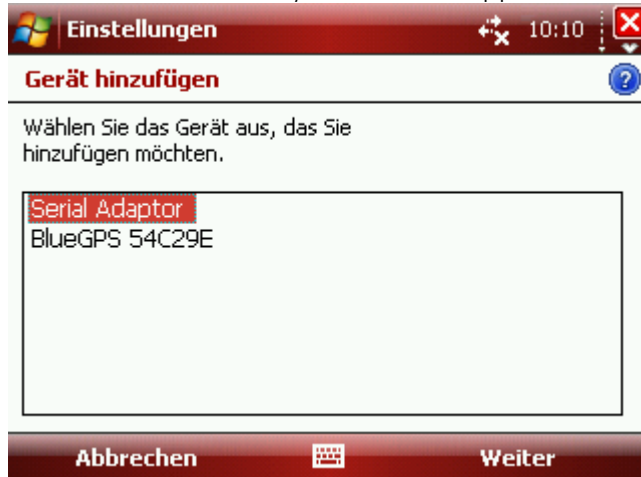 Einstellungen
10:10
Gerät hinzufügen
?
Wählen Sie das Gerät aus, das Sie
hinzufügen möchten.
Serial Adaptor
BlueGPS 54C29E
Abbrechen
Weiter